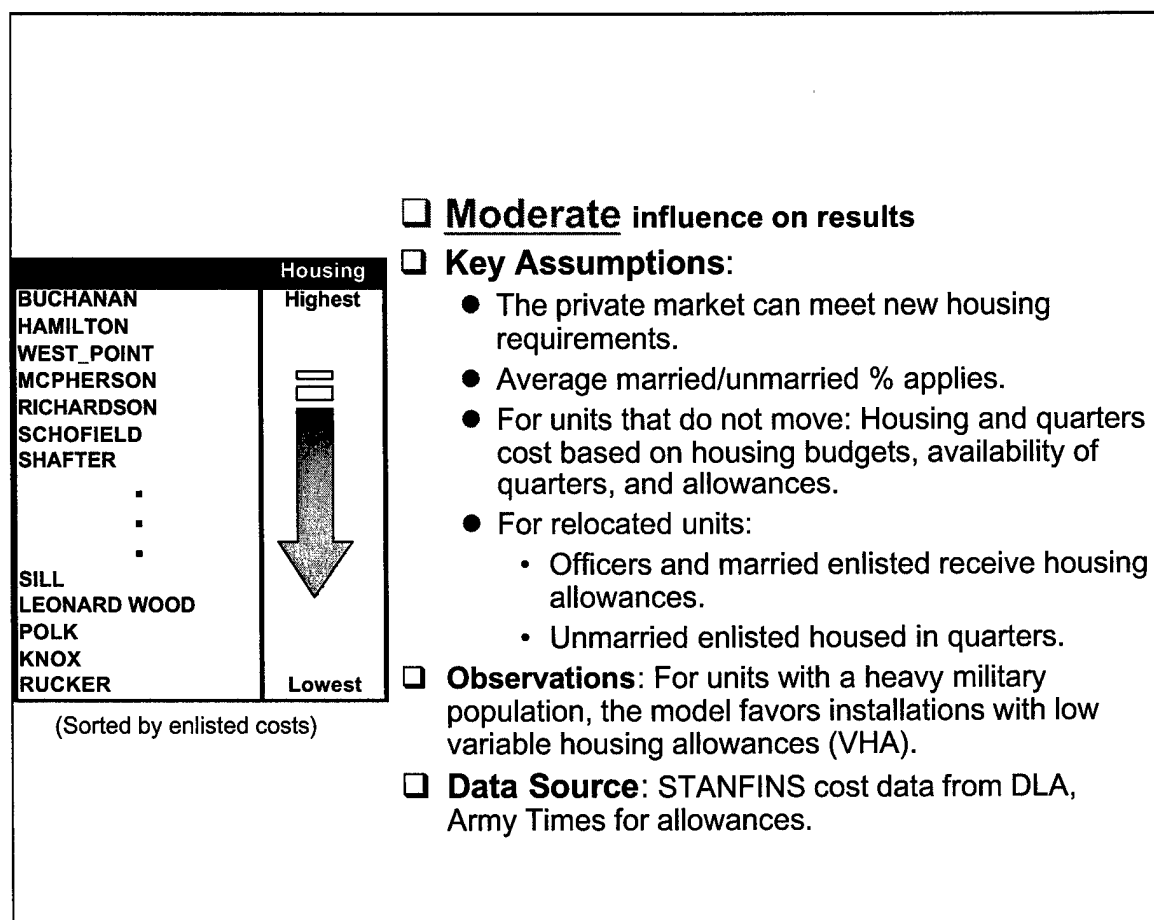 Housing
BUCHANAN Highest
HAMILTON
WEST_POINT
MCPHERSON
RICHARDSON
SCHOFIELD
SHAFTER
SILL
LEONARD WOOD
POLK
KNOX
RUCKER Lowest
(Sorted by enlisted costs)
Moderate influence on results
Key Assumptions:
The private market can meet new housing
requirements.
Average married/unmarried % applies.
For units that do not move: Housing and quarters
cost based on housing budgets, availability of
quarters, and allowances.
For relocated units:
Officers and married enlisted receive housing
allowances.
Unmarried enlisted housed in quarters.
Observations: For units with a heavy military
population, the model favors installations with low
variable housing allowances (VHA).
Data Source: STANFINS cost data from DLA,
Army Times for allowances.